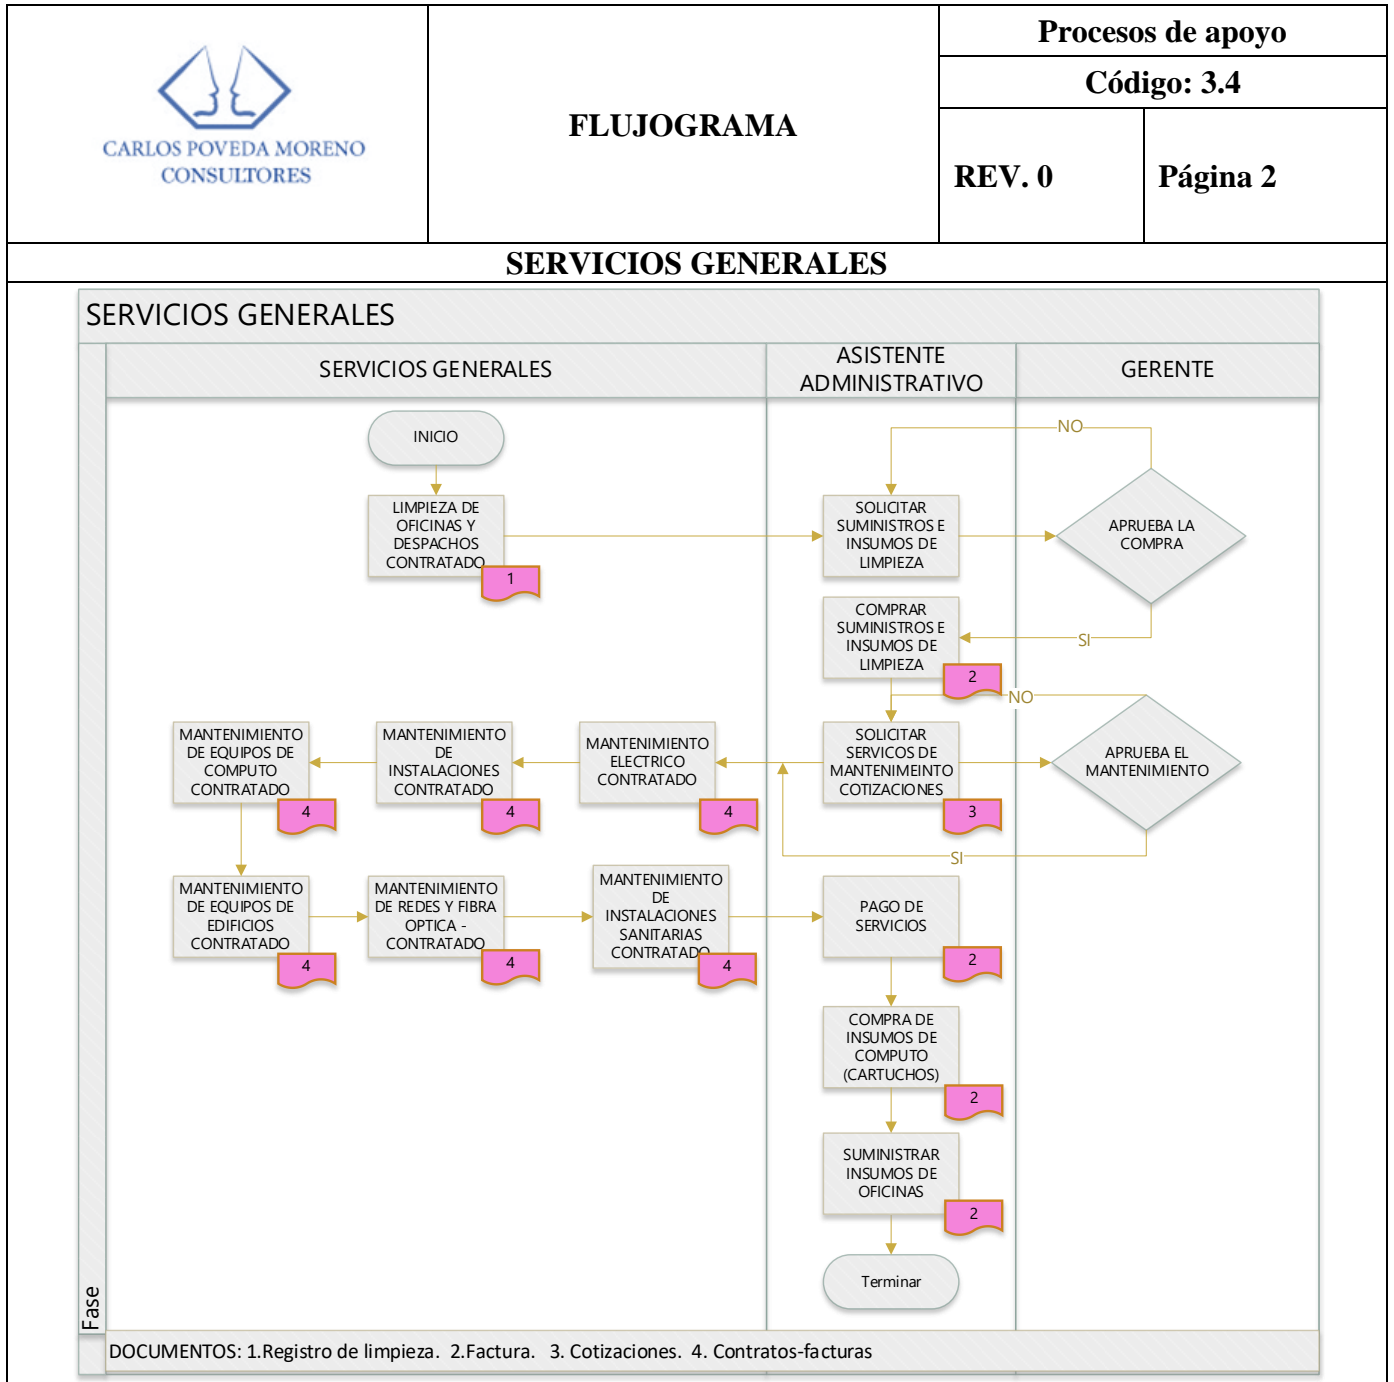 CARLOS POVEDA MORENO
CONSULTORES
FLUJOGRAMA
Procesos de apoyo
Código: 3.4
REV. 0
Página 2
SERVICIOS GENERALES
SERVICIOS GENERALES
SERVICIOS GENERALES
ASISTENTE
ADMINISTRATIVO
GERENTE
INICIO
NO
LIMPIEZA DE
OFICINAS Y
DESPACHOS
CONTRATADO
1
SOLICITAR
SUMINISTROS E
INSUMOS DE
LIMPIEZA
APRUEBA LA
COMPRA
COMPRAR
SUMINISTROS E
INSUMOS DE
LIMPIEZA
2
SI
NO
MANTENIMIENTO
DE EQUIPOS DE
COMPUTO
CONTRATADO
4
MANTENIMIENTO
DE
INSTALACIONES
CONTRATADO
4
MANTENIMIENTO
ELECTRICO
CONTRATADO
4
SOLICITAR
SERVICOS DE
MANTENIMEINTO
COTIZACIONES
3
APRUEBA EL
MANTENIMIENTO
SI
MANTENIMIENTO
DE EQUIPOS DE
EDIFICIOS
CONTRATADO
4
MANTENIMIENTO
DE REDES Y FIBRA
OPTICA -
CONTRATADO
4
MANTENIMIENTO
DE
INSTALACIONES
SANITARIAS
CONTRATADO
4
PAGO DE
SERVICIOS
2
COMPRA DE
INSUMOS DE
COMPUTO
(CARTUCHOS)
2
SUMINISTRAR
INSUMOS DE
OFICINAS
2
Terminar
Fase
DOCUMENTOS: 1.Registro de limpieza. 2.Factura. 3. Cotizaciones. 4. Contratos-facturas